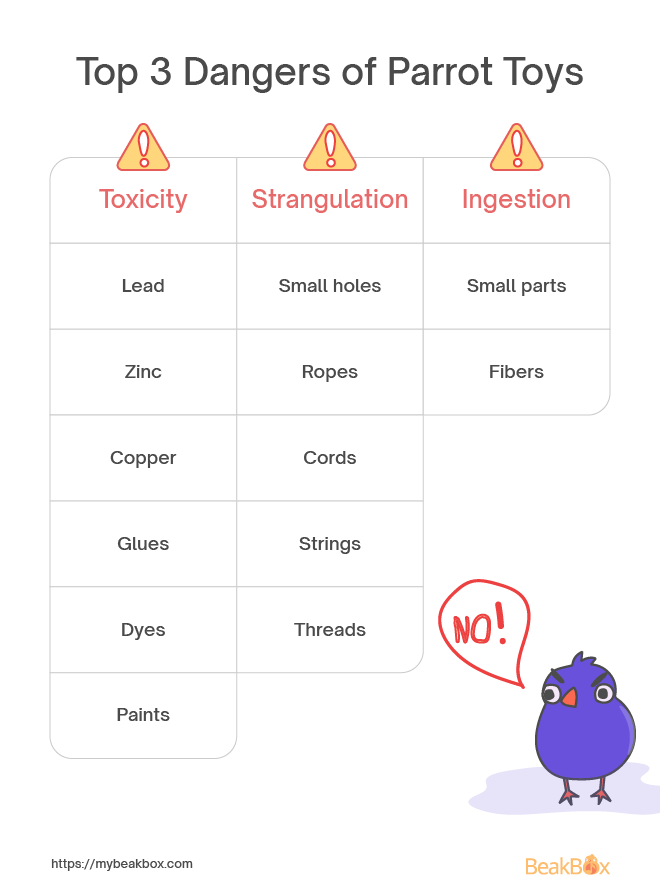 Top 3 Dangers of Parrot Toys
Toxicity Strangulation Ingestion
Lead Small holes Small parts
Zinc Ropes Fibers
Copper Cords
Glues Strings
Dyes Threads
NO!
Paints
https://mybeakbox.com
BeakBox